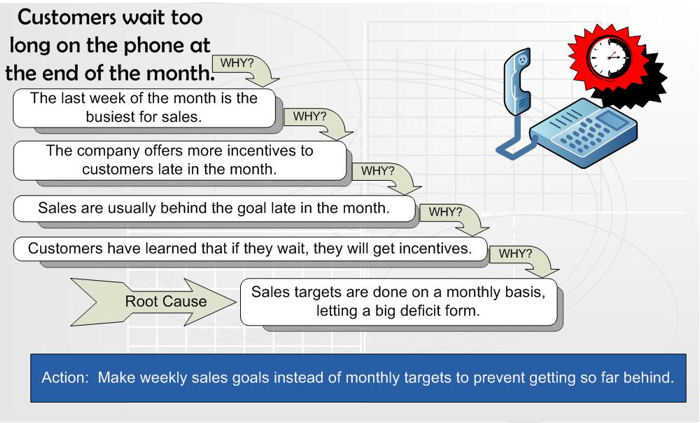 Customers wait too
long on the phone at
the end of the month.
WHY?
The last week of the month is the
busiest for sales.
WHY?
The company offers more incentives to
customers late in the month.
WHY?
Sales are usually behind the goal late in the month.
WHY?
Customers have learned that if they wait, they will get incentives.
WHY?
Root Cause
Sales targets are done on a monthly basis,
letting a big deficit form.
Action:  Make weekly sales goals instead of monthly targets to prevent getting so far behind.